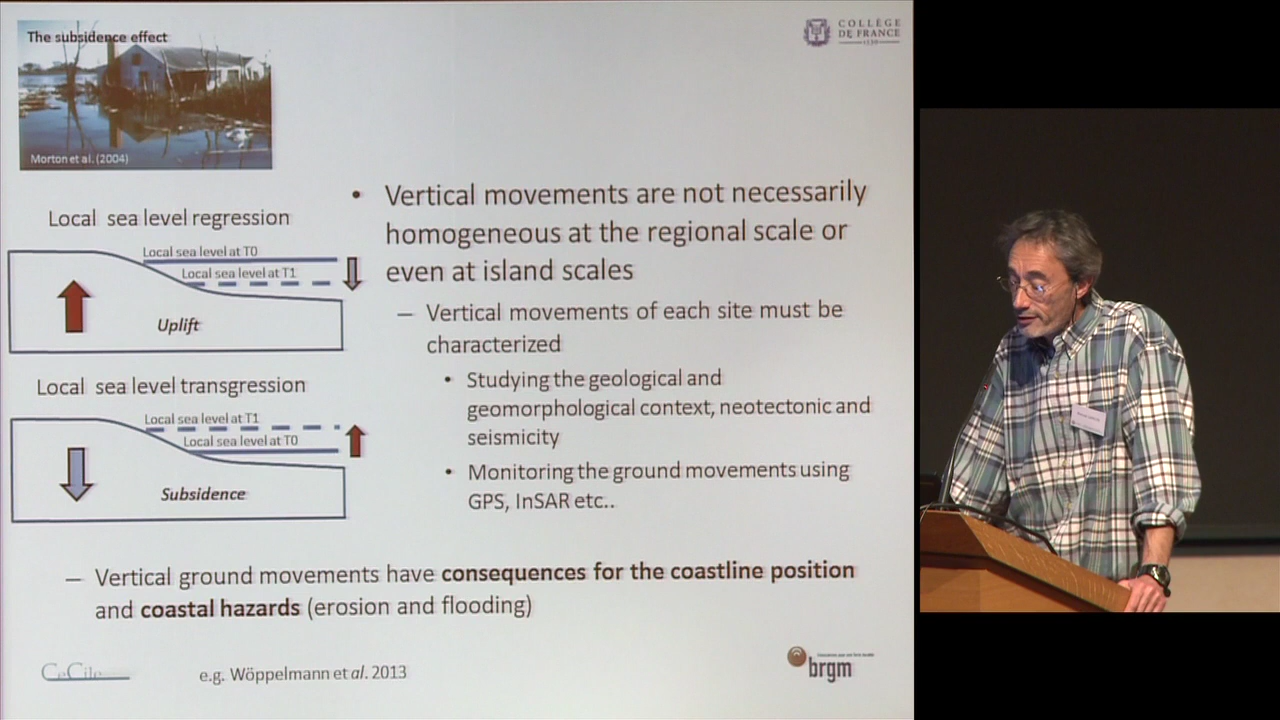 The subsidence effect
COLLÈGE
DE FRANCE
1530
Morton et al. (2004)
Local sea level regression
Local sea level at T0
Local sea level at T1
Uplift
Local sea level transgression
Local sea level at T1
Local sea level at T0
Subsidence
• Vertical movements are not necessarily
homogeneous at the regional scale or
even at island scales
– Vertical movements of each site must be
characterized
• Studying the geological and
geomorphological context, neotectonic and
seismicity
• Monitoring the ground movements using
GPS, InSAR etc..
– Vertical ground movements have consequences for the coastline position
and coastal hazards (erosion and flooding)
CeCile
e.g. Wöppelmann et al. 2013
brgm